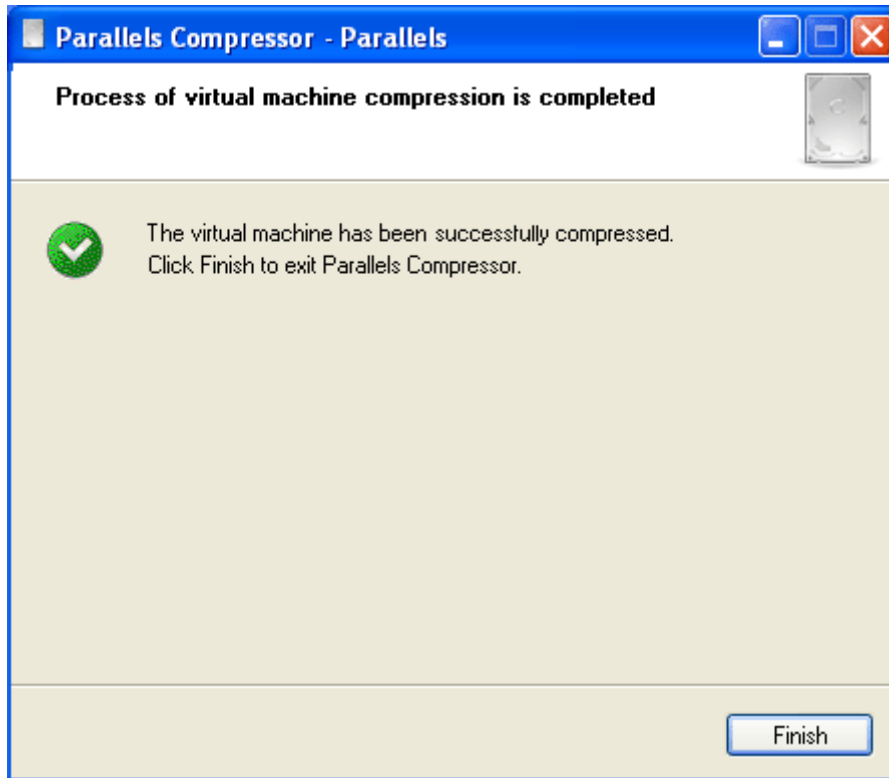 Parallels Compressor - Parallels
Process of virtual machine compression is completed
The virtual machine has been successfully compressed.
Click Finish to exit Parallels Compressor.
Finish